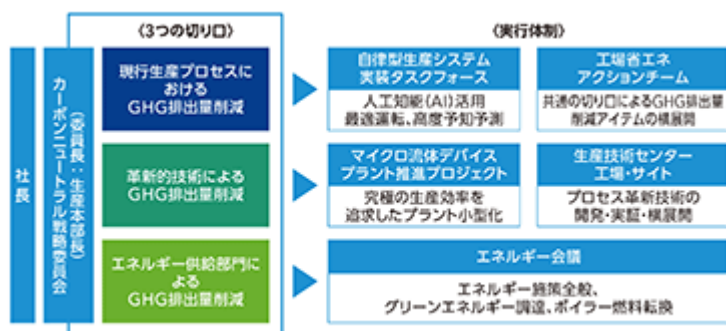 〈3つの切り口〉
〈実行体制〉
社長
カーボンニュートラル戦略委員会
（委員長：生産本部長）
現行生産プロセスに
おける
GHG排出量削減
自律型生産システム
実装タスクフォース
人工知能（AI）活用
最適運転、高度予知予測
工場省エネ
アクションチーム
共通の切り口によるGHG排出量
削減アイテムの横展開
革新的技術による
GHG排出量削減
マイクロ流体デバイス
プラント推進プロジェクト
究極の生産効率を
追求したプラント小型化
生産技術センター
工場・サイト
プロセス革新技術の
開発・実証・横展開
エネルギー供給部門に
よる
GHG排出量削減
エネルギー会議
エネルギー施策全般、
グリーンエネルギー調達、ボイラー燃料転換